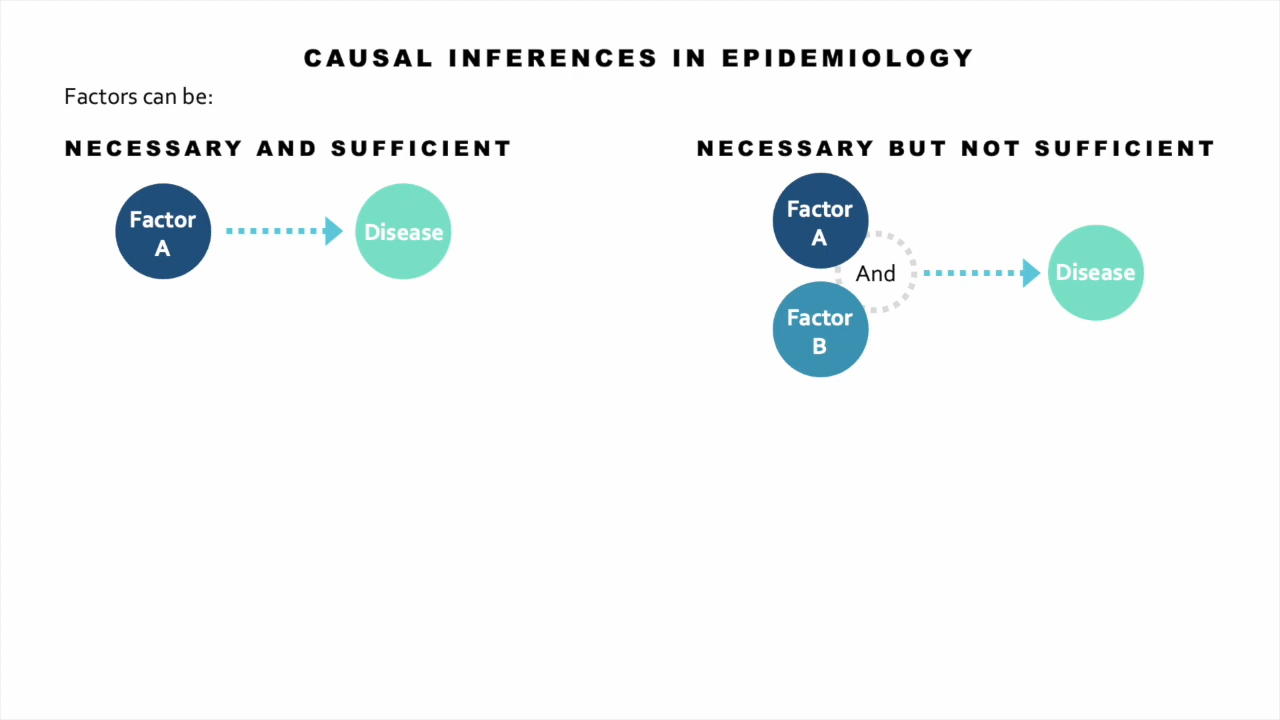 CAUSAL INFERENCES IN EPIDEMIOLOGY
Factors can be:
NECESSARY AND SUFFICIENT
Factor
A
Disease
NECESSARY BUT NOT SUFFICIENT
Factor
A
And
Factor
B
Disease